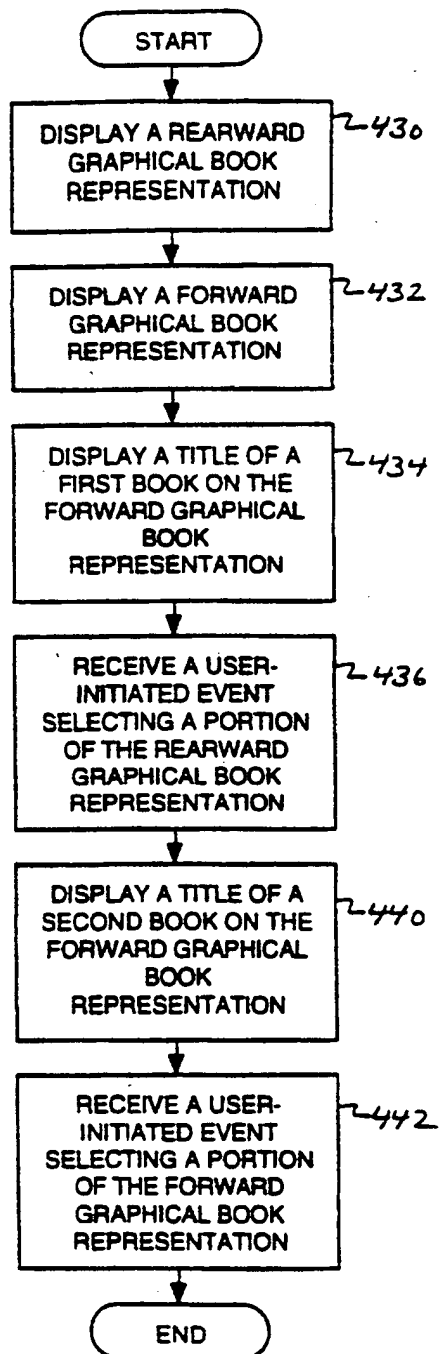 START
DISPLAY A REARWARD
GRAPHICAL BOOK
REPRESENTATION
430
DISPLAY A FORWARD
GRAPHICAL BOOK
REPRESENTATION
432
DISPLAY A TITLE OF A
FIRST BOOK ON THE
FORWARD GRAPHICAL
BOOK
REPRESENTATION
434
RECEIVE A USER-
INITIATED EVENT
SELECTING A PORTION
OF THE REARWARD
GRAPHICAL BOOK
REPRESENTATION
436
DISPLAY A TITLE OF A
SECOND BOOK ON THE
FORWARD GRAPHICAL
BOOK
REPRESENTATION
440
RECEIVE A USER-
INITIATED EVENT
SELECTING A PORTION
OF THE FORWARD
GRAPHICAL BOOK
REPRESENTATION
442
END